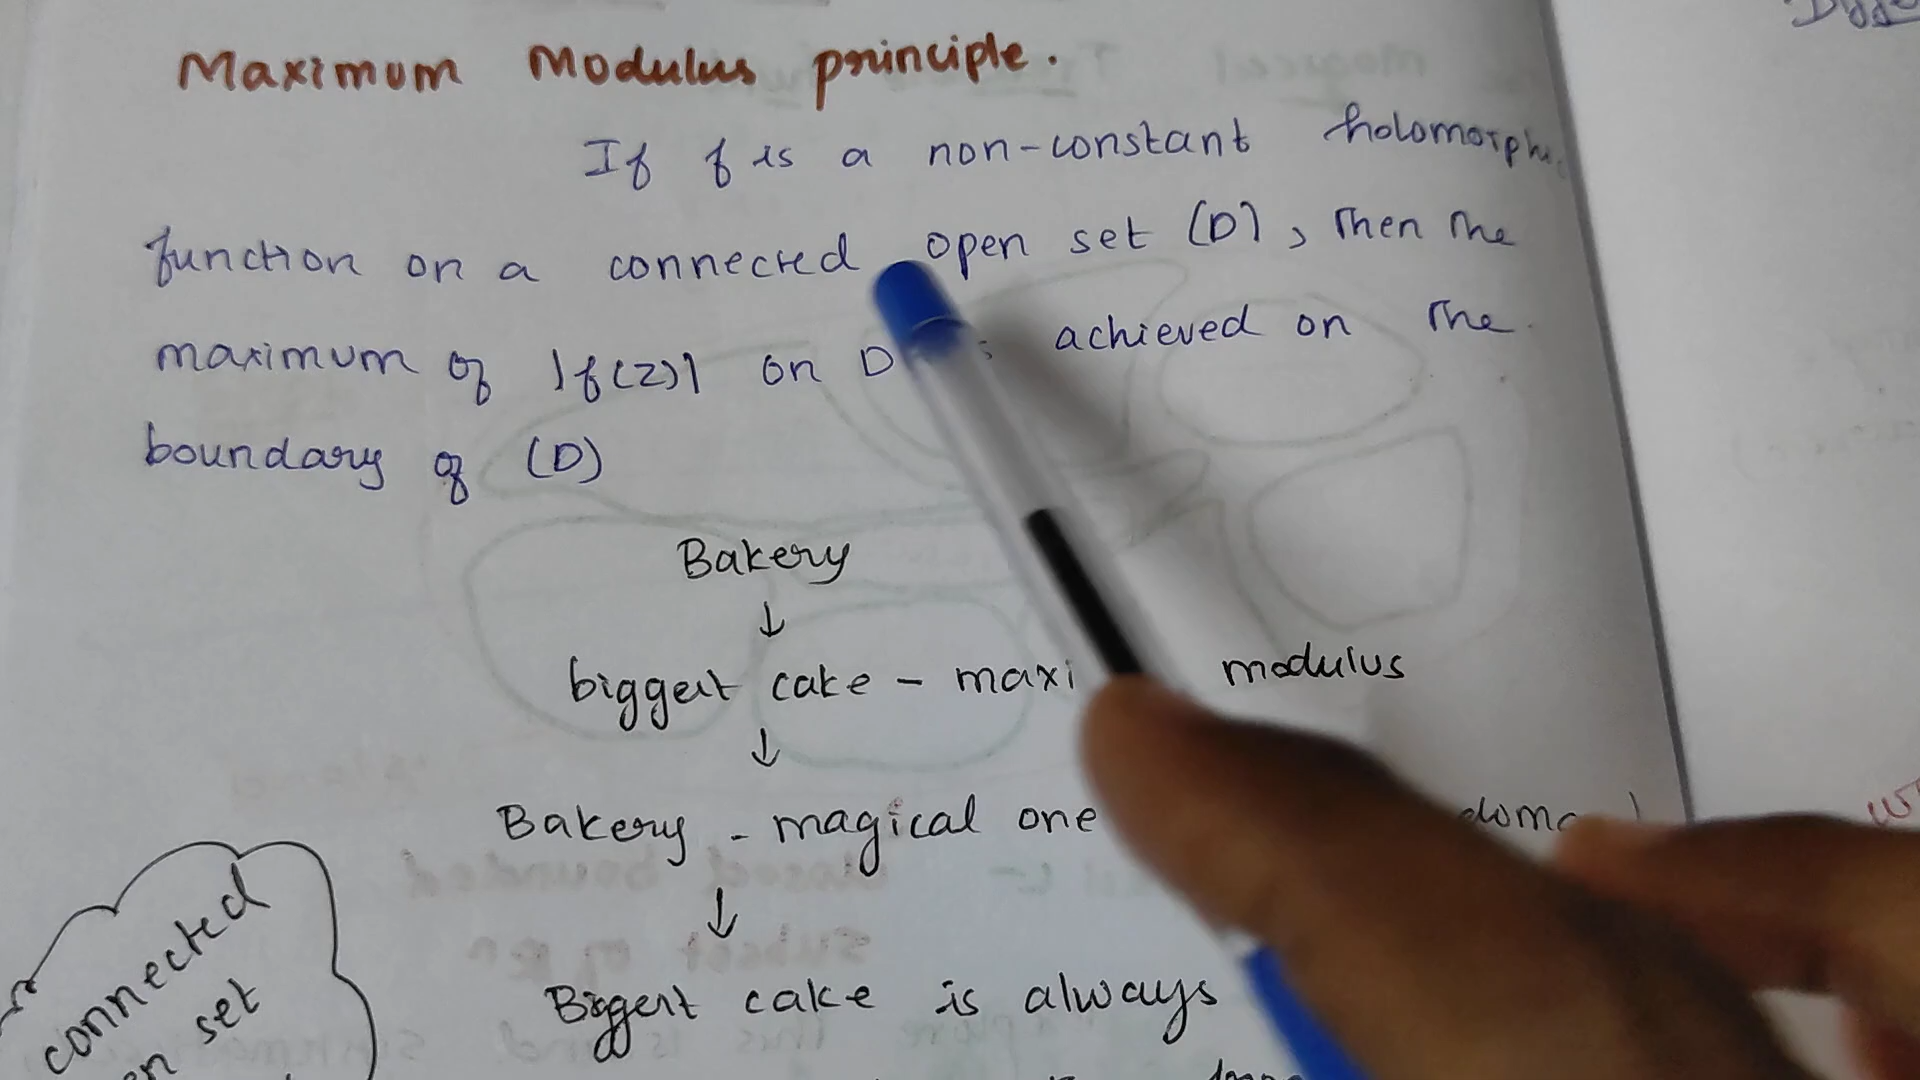 Maximum Modulus principle.
If f is a non-constant holomorphi
function on a connected open set (D), Then The
maximum of |f(z)| on D achieved on The
boundary of (D)
Bakery
↓
biggest cake - maxi modulus
↓
Bakery - magical one
↓
Biggest cake is always
connected
set